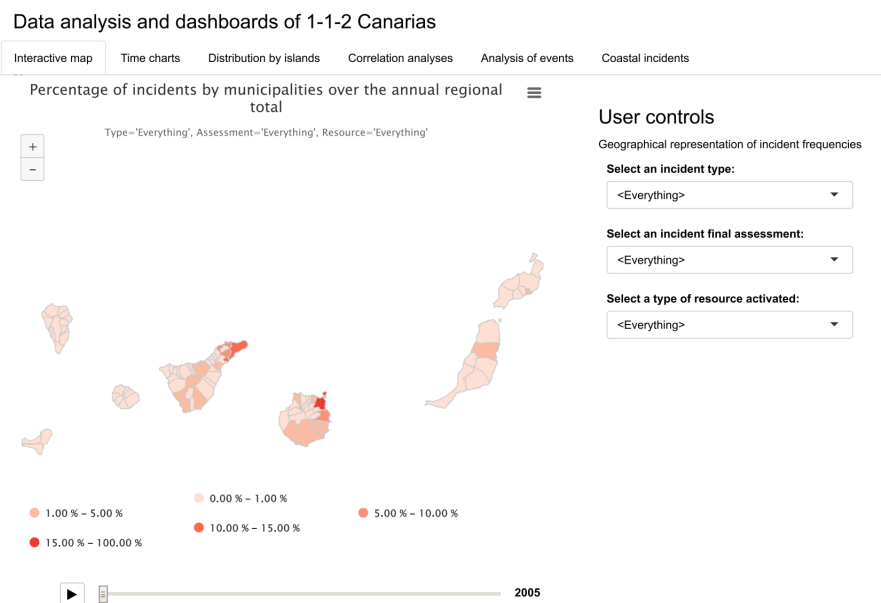 Data analysis and dashboards of 1-1-2 Canarias
Interactive map
Time charts
Distribution by islands
Correlation analyses
Analysis of events
Coastal incidents
Percentage of incidents by municipalities over the annual regional
total
Type='Everything', Assessment='Everything', Resource='Everything'
+
−
User controls
Geographical representation of incident frequencies
Select an incident type:
<Everything>
Select an incident final assessment:
<Everything>
Select a type of resource activated:
<Everything>
0.00 % – 1.00 %
1.00 % – 5.00 %
5.00 % – 10.00 %
10.00 % – 15.00 %
15.00 % – 100.00 %
2005